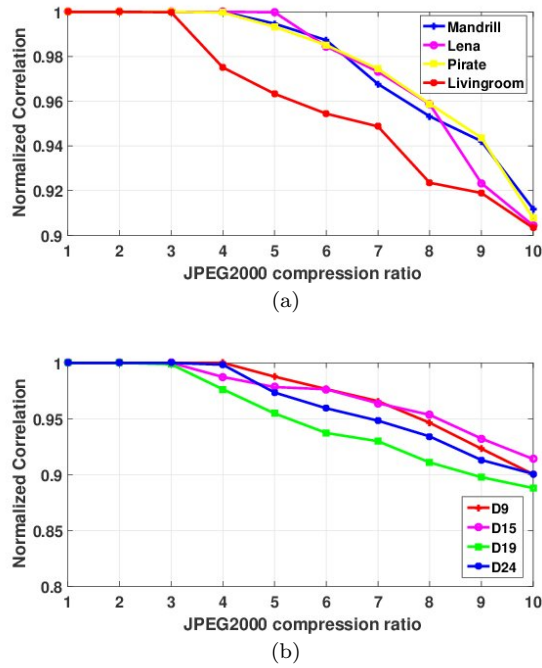 1
0.98
0.96
0.94
0.92
0.9
Normalized Correlation
Mandrill
Lena
Pirate
Livingroom
1 2 3 4 5 6 7 8 9 10
JPEG2000 compression ratio
(a)
1
0.95
0.9
0.85
0.8
Normalized Correlation
D9
D15
D19
D24
1 2 3 4 5 6 7 8 9 10
JPEG2000 compression ratio
(b)